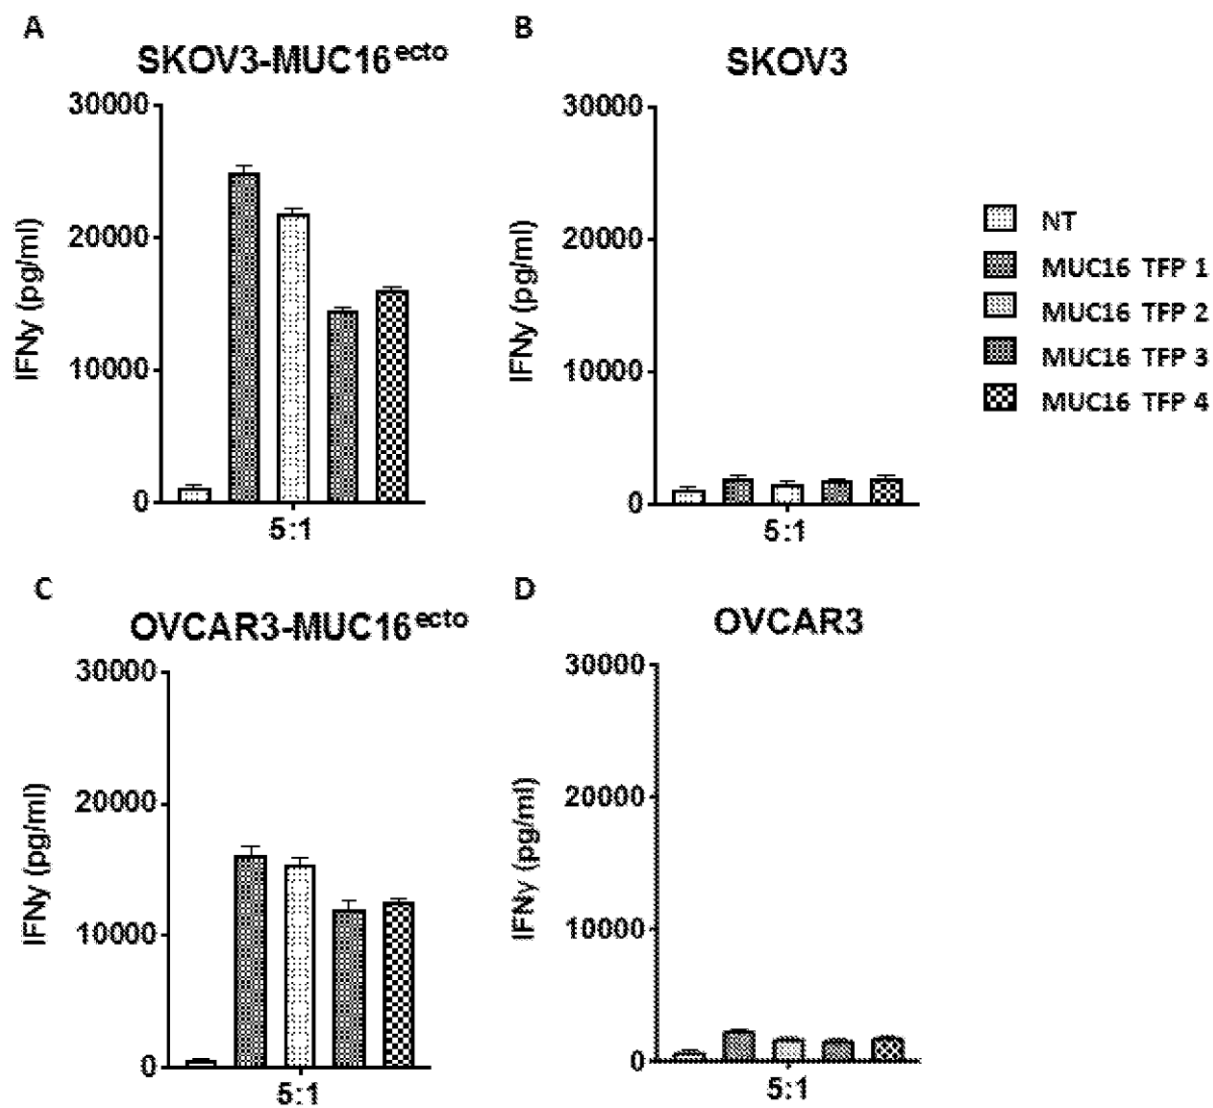 A
SKOV3-MUC16ecto
30000
20000
10000
0
IFNγ (pg/ml)
5:1
B
SKOV3
30000
20000
10000
0
IFNγ (pg/ml)
5:1
NT
MUC16 TFP 1
MUC16 TFP 2
MUC16 TFP 3
MUC16 TFP 4
C
OVCAR3-MUC16ecto
30000
20000
10000
0
IFNγ (pg/ml)
5:1
D
OVCAR3
30000
20000
10000
0
IFNγ (pg/ml)
5:1